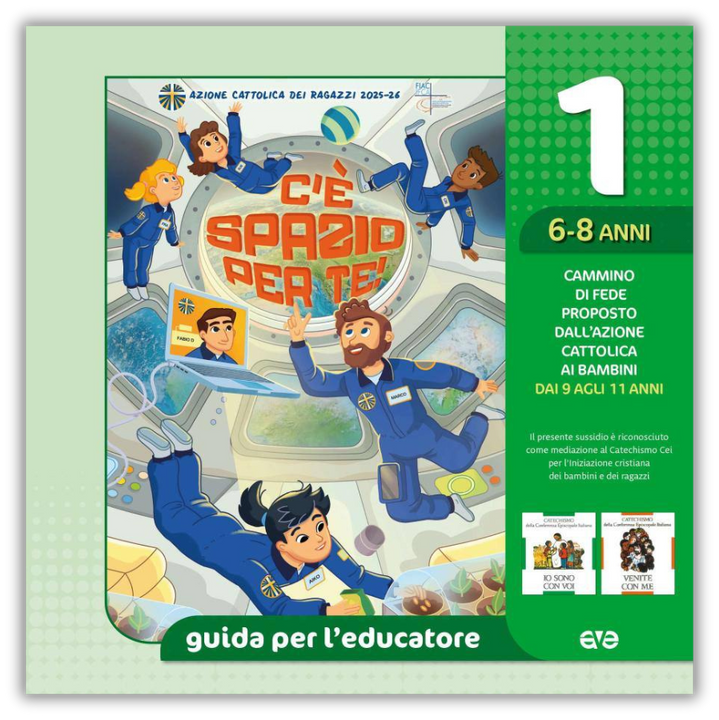 AZIONE CATTOLICA DEI RAGAZZI 2025-26
FIAC
C'È
SPAZIO
PER TE!
FABIO D
MARCO
AIKO
1
6-8 ANNI
CAMMINO
DI FEDE
PROPOSTO
DALL'AZIONE
CATTOLICA
AI BAMBINI
DAI 9 AGLI 11 ANNI
Il presente sussidio è riconosciuto
come mediazione al Catechismo Cei
per l'Iniziazione cristiana
dei bambini e dei ragazzi
CATECHISMO
della Conferenza Episcopale Italiana
IO SONO
CON VOI
CATECHISMO
della Conferenza Episcopale Italiana
VENITE
CON ME
guida per l'educatore
ave